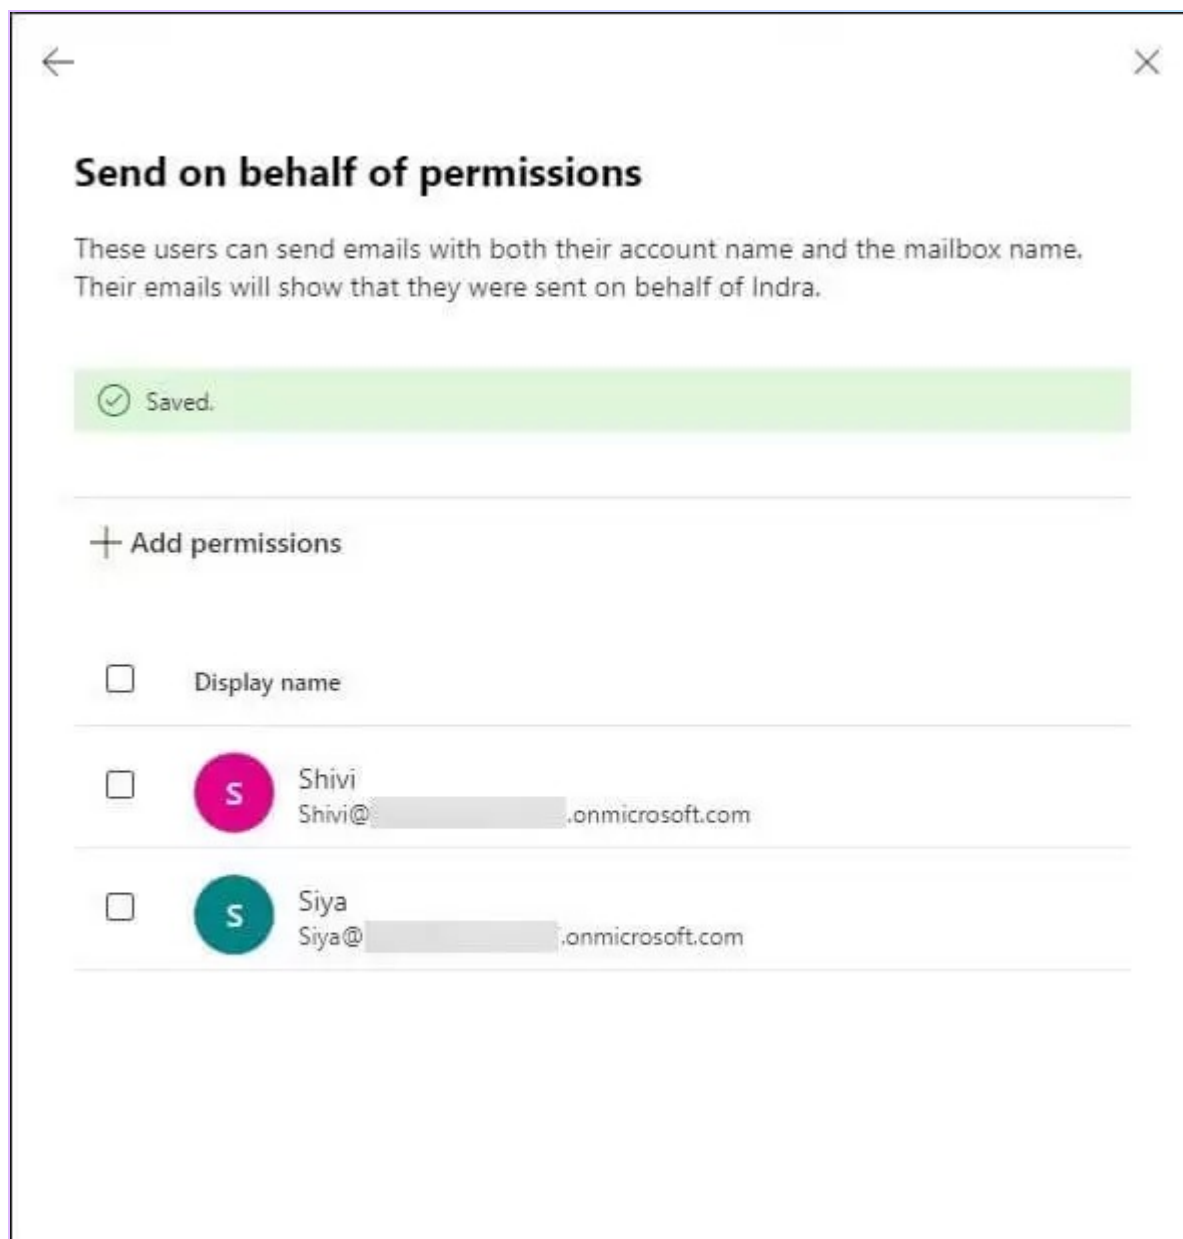 Send on behalf of permissions
These users can send emails with both their account name and the mailbox name.
Their emails will show that they were sent on behalf of Indra.
Saved.
Add permissions
Display name
S
Shivi
Shivi@ .onmicrosoft.com
S
Siya
Siya@ .onmicrosoft.com